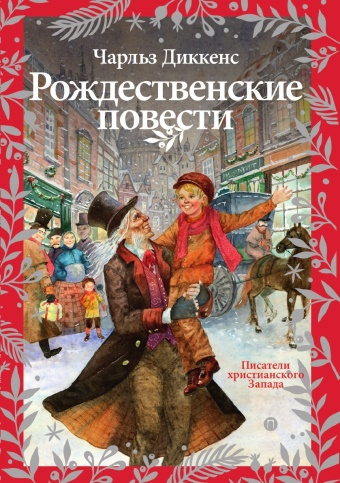 Чарльз Диккенс
Рождественские
повести
Писатели
христианского
Запада